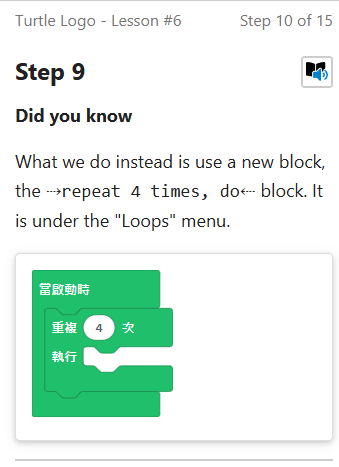 Turtle Logo - Lesson #6 Step 10 of 15
Step 9
Did you know
What we do instead is use a new block,
the ⇢repeat 4 times, do⇠ block. It
is under the "Loops" menu.
當啟動時
重複 4 次
執行